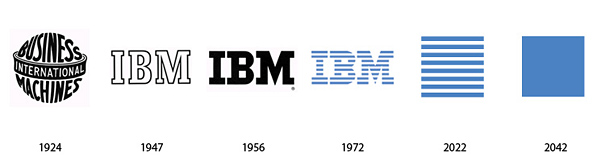 BUSINESS
INTERNATIONAL
MACHINES
IBM
IBM
IBM
1924
1947
1956
1972
2022
2042